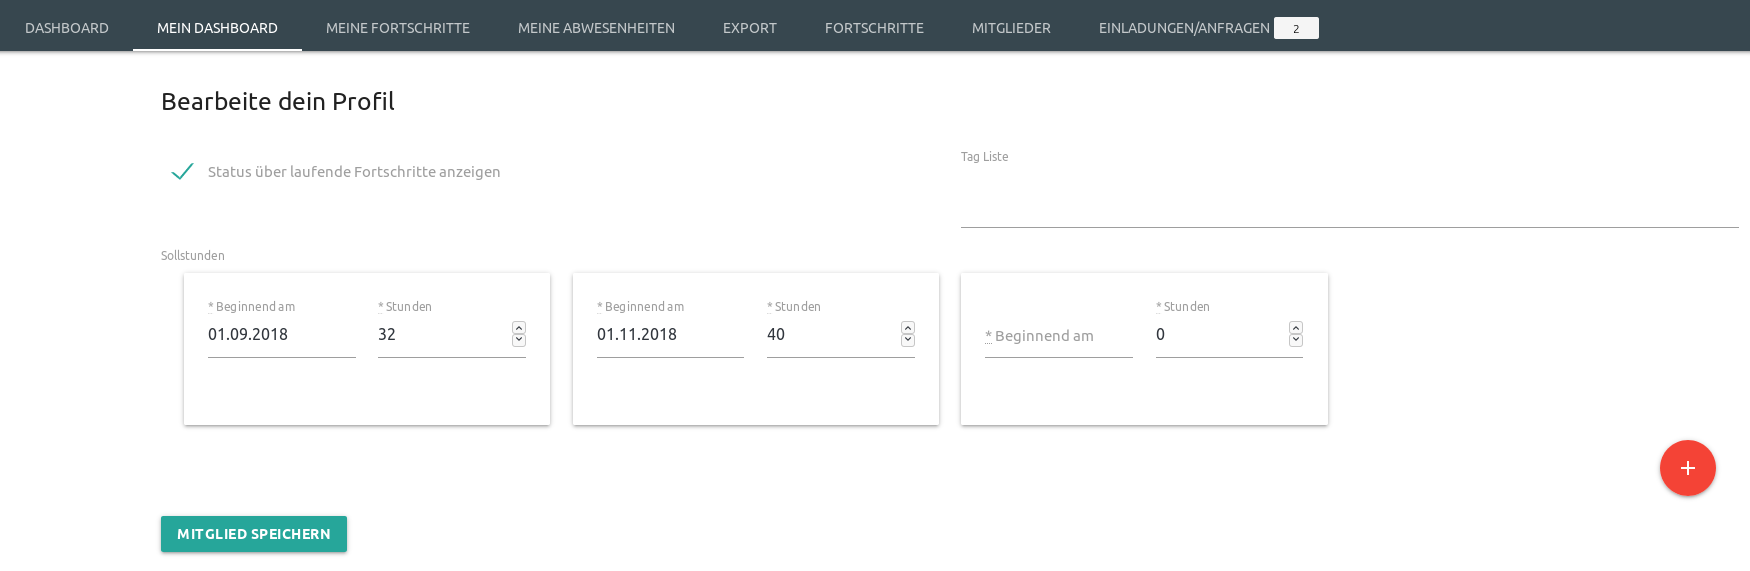 DASHBOARD MEIN DASHBOARD MEINE FORTSCHRITTE MEINE ABWESENHEITEN EXPORT FORTSCHRITTE MITGLIEDER EINLADUNGEN/ANFRAGEN 2
Bearbeite dein Profil
Status über laufende Fortschritte anzeigen
Tag Liste
Sollstunden
* Beginnend am * Stunden
01.09.2018 32
* Beginnend am * Stunden
01.11.2018 40
* Stunden
* Beginnend am 0
+
MITGLIED SPEICHERN